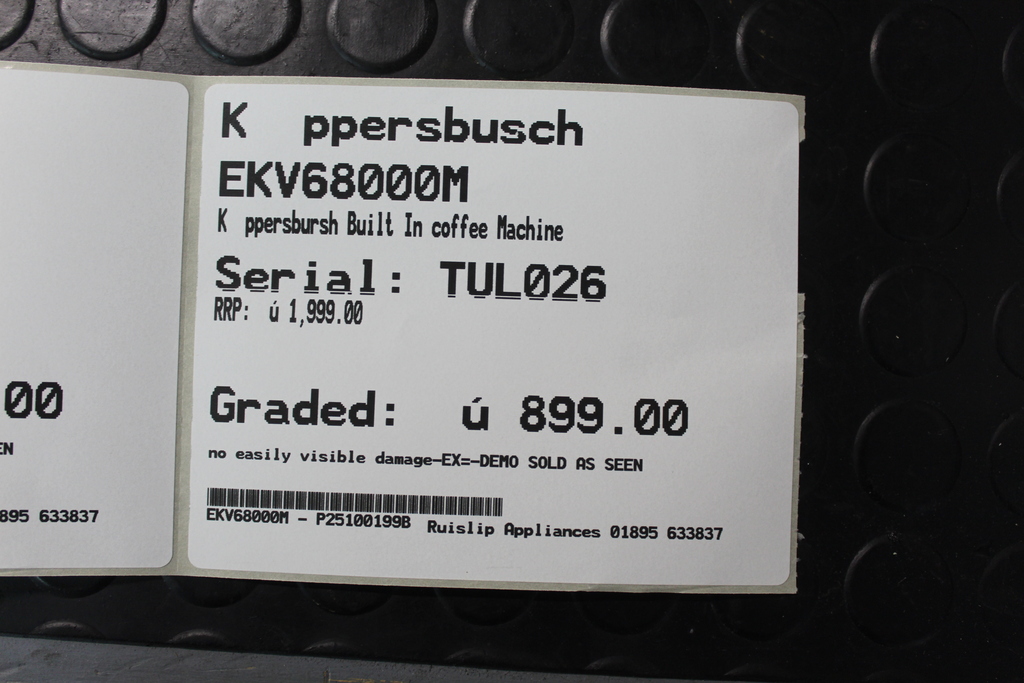 K  ppersbusch
EKV68000M
K  ppersbursh Built In coffee Machine
Serial: TUL026
RRP: ú 1,999.00
Graded: ú 899.00
no easily visible damage-EX=-DEMO SOLD AS SEEN
EKV68000M - P25100199B Ruislip Appliances 01895 633837
00
EN
895 633837